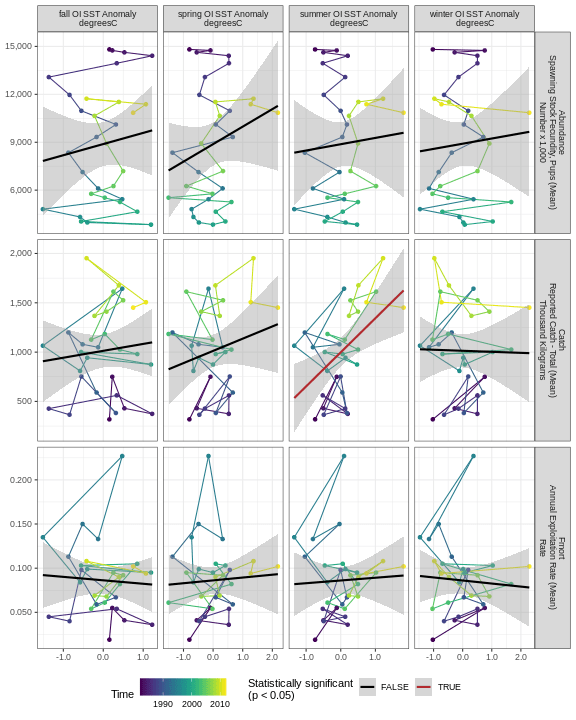 fall OI SST Anomaly
degreesC
spring OI SST Anomaly
degreesC
summer OI SST Anomaly
degreesC
winter OI SST Anomaly
degreesC
15,000
12,000
9,000
6,000
Abundance
Spawning Stock Fecundity, Pups (Mean)
Number x 1,000
2,000
1,500
1,000
500
Catch
Reported Catch - Total (Mean)
Thousand Kilograms
0.200
0.150
0.100
0.050
Fmort
Annual Exploitation Rate (Mean)
Rate
-1.0 0.0 1.0
-1.0 0.0 1.0 2.0
-1.0 0.0 1.0
-1.0 0.0 1.0 2.0
Time
1990 2000 2010
Statistically significant
(p < 0.05)
FALSE
TRUE